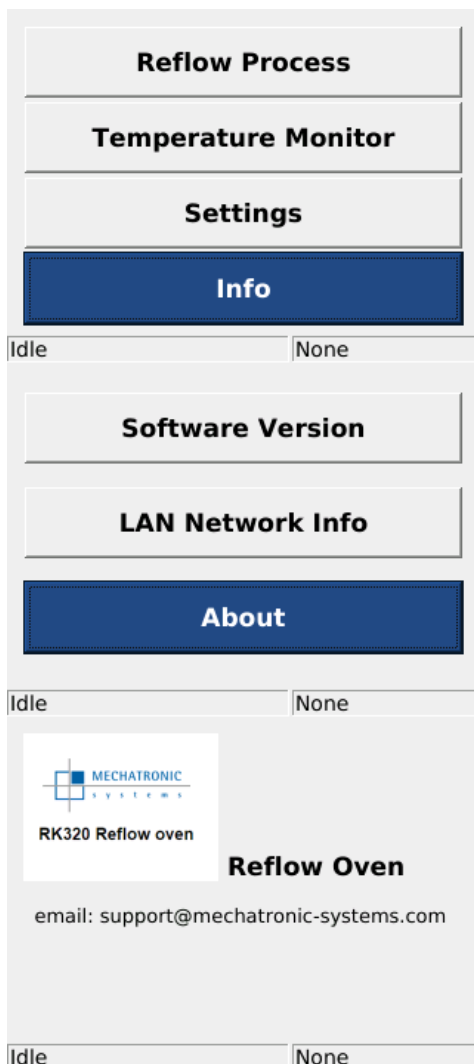 Reflow Process
Temperature Monitor
Settings
Info
Idle None
Software Version
LAN Network Info
About
Idle None
MECHATRONIC
systems
RK320 Reflow oven
Reflow Oven
email: support@mechatronic-systems.com
Idle None